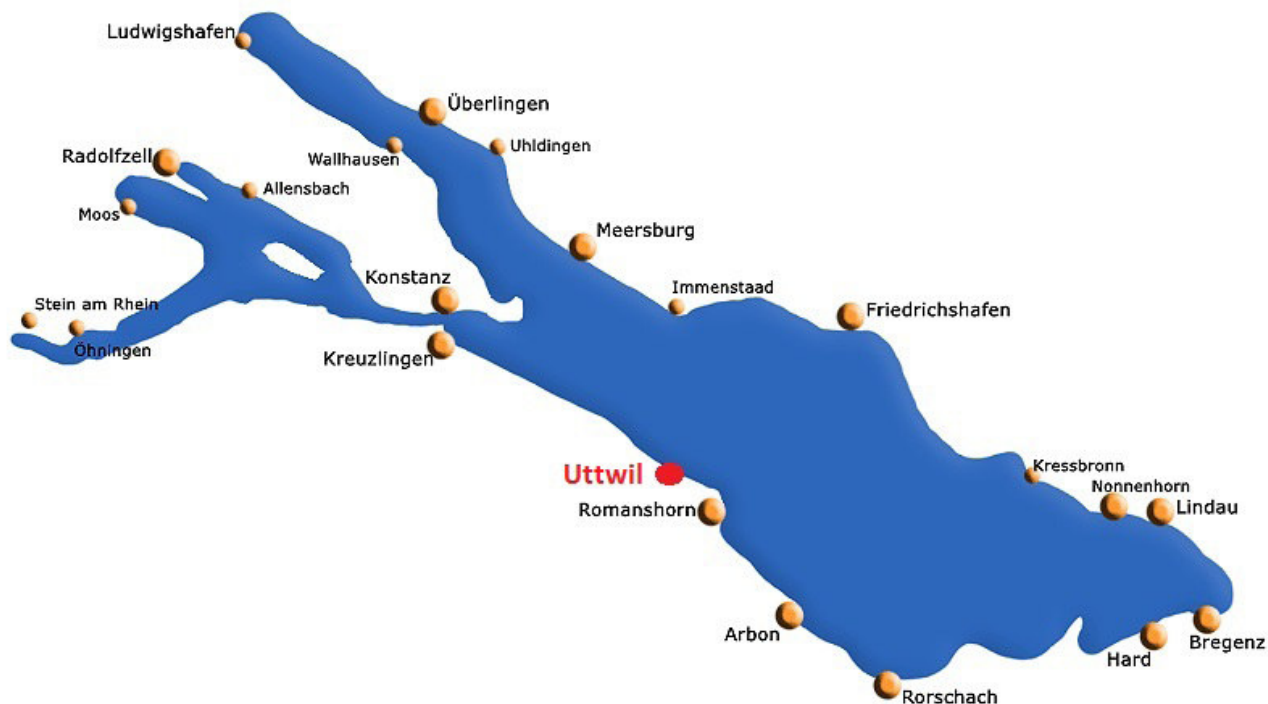 Ludwigshafen
Überlingen
Wallhausen
Uhldingen
Radolfzell
Allensbach
Moos
Meersburg
Konstanz
Immenstaad
Stein am Rhein
Friedrichshafen
Öhningen
Kreuzlingen
Uttwil
Kressbronn
Nonnenhorn
Romanshorn
Lindau
Arbon
Bregenz
Hard
Rorschach